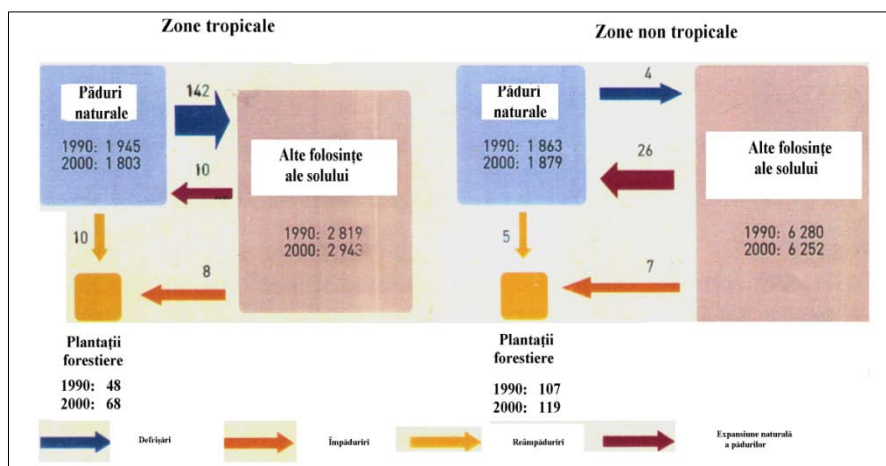 Zone tropicale
Zone non tropicale
Păduri
naturale
1990: 1 945
2000: 1 803
142
10
Alte folosințe
ale solului
1990: 2 819
2000: 2 943
10
8
Plantații
forestiere
1990: 48
2000: 68
Păduri
naturale
1990: 1 863
2000: 1 879
4
26
Alte folosințe
ale solului
1990: 6 280
2000: 6 252
5
7
Plantații
forestiere
1990: 107
2000: 119
Defrișări
Împăduriri
Reîmpăduriri
Expansiune naturală
a pădurilor